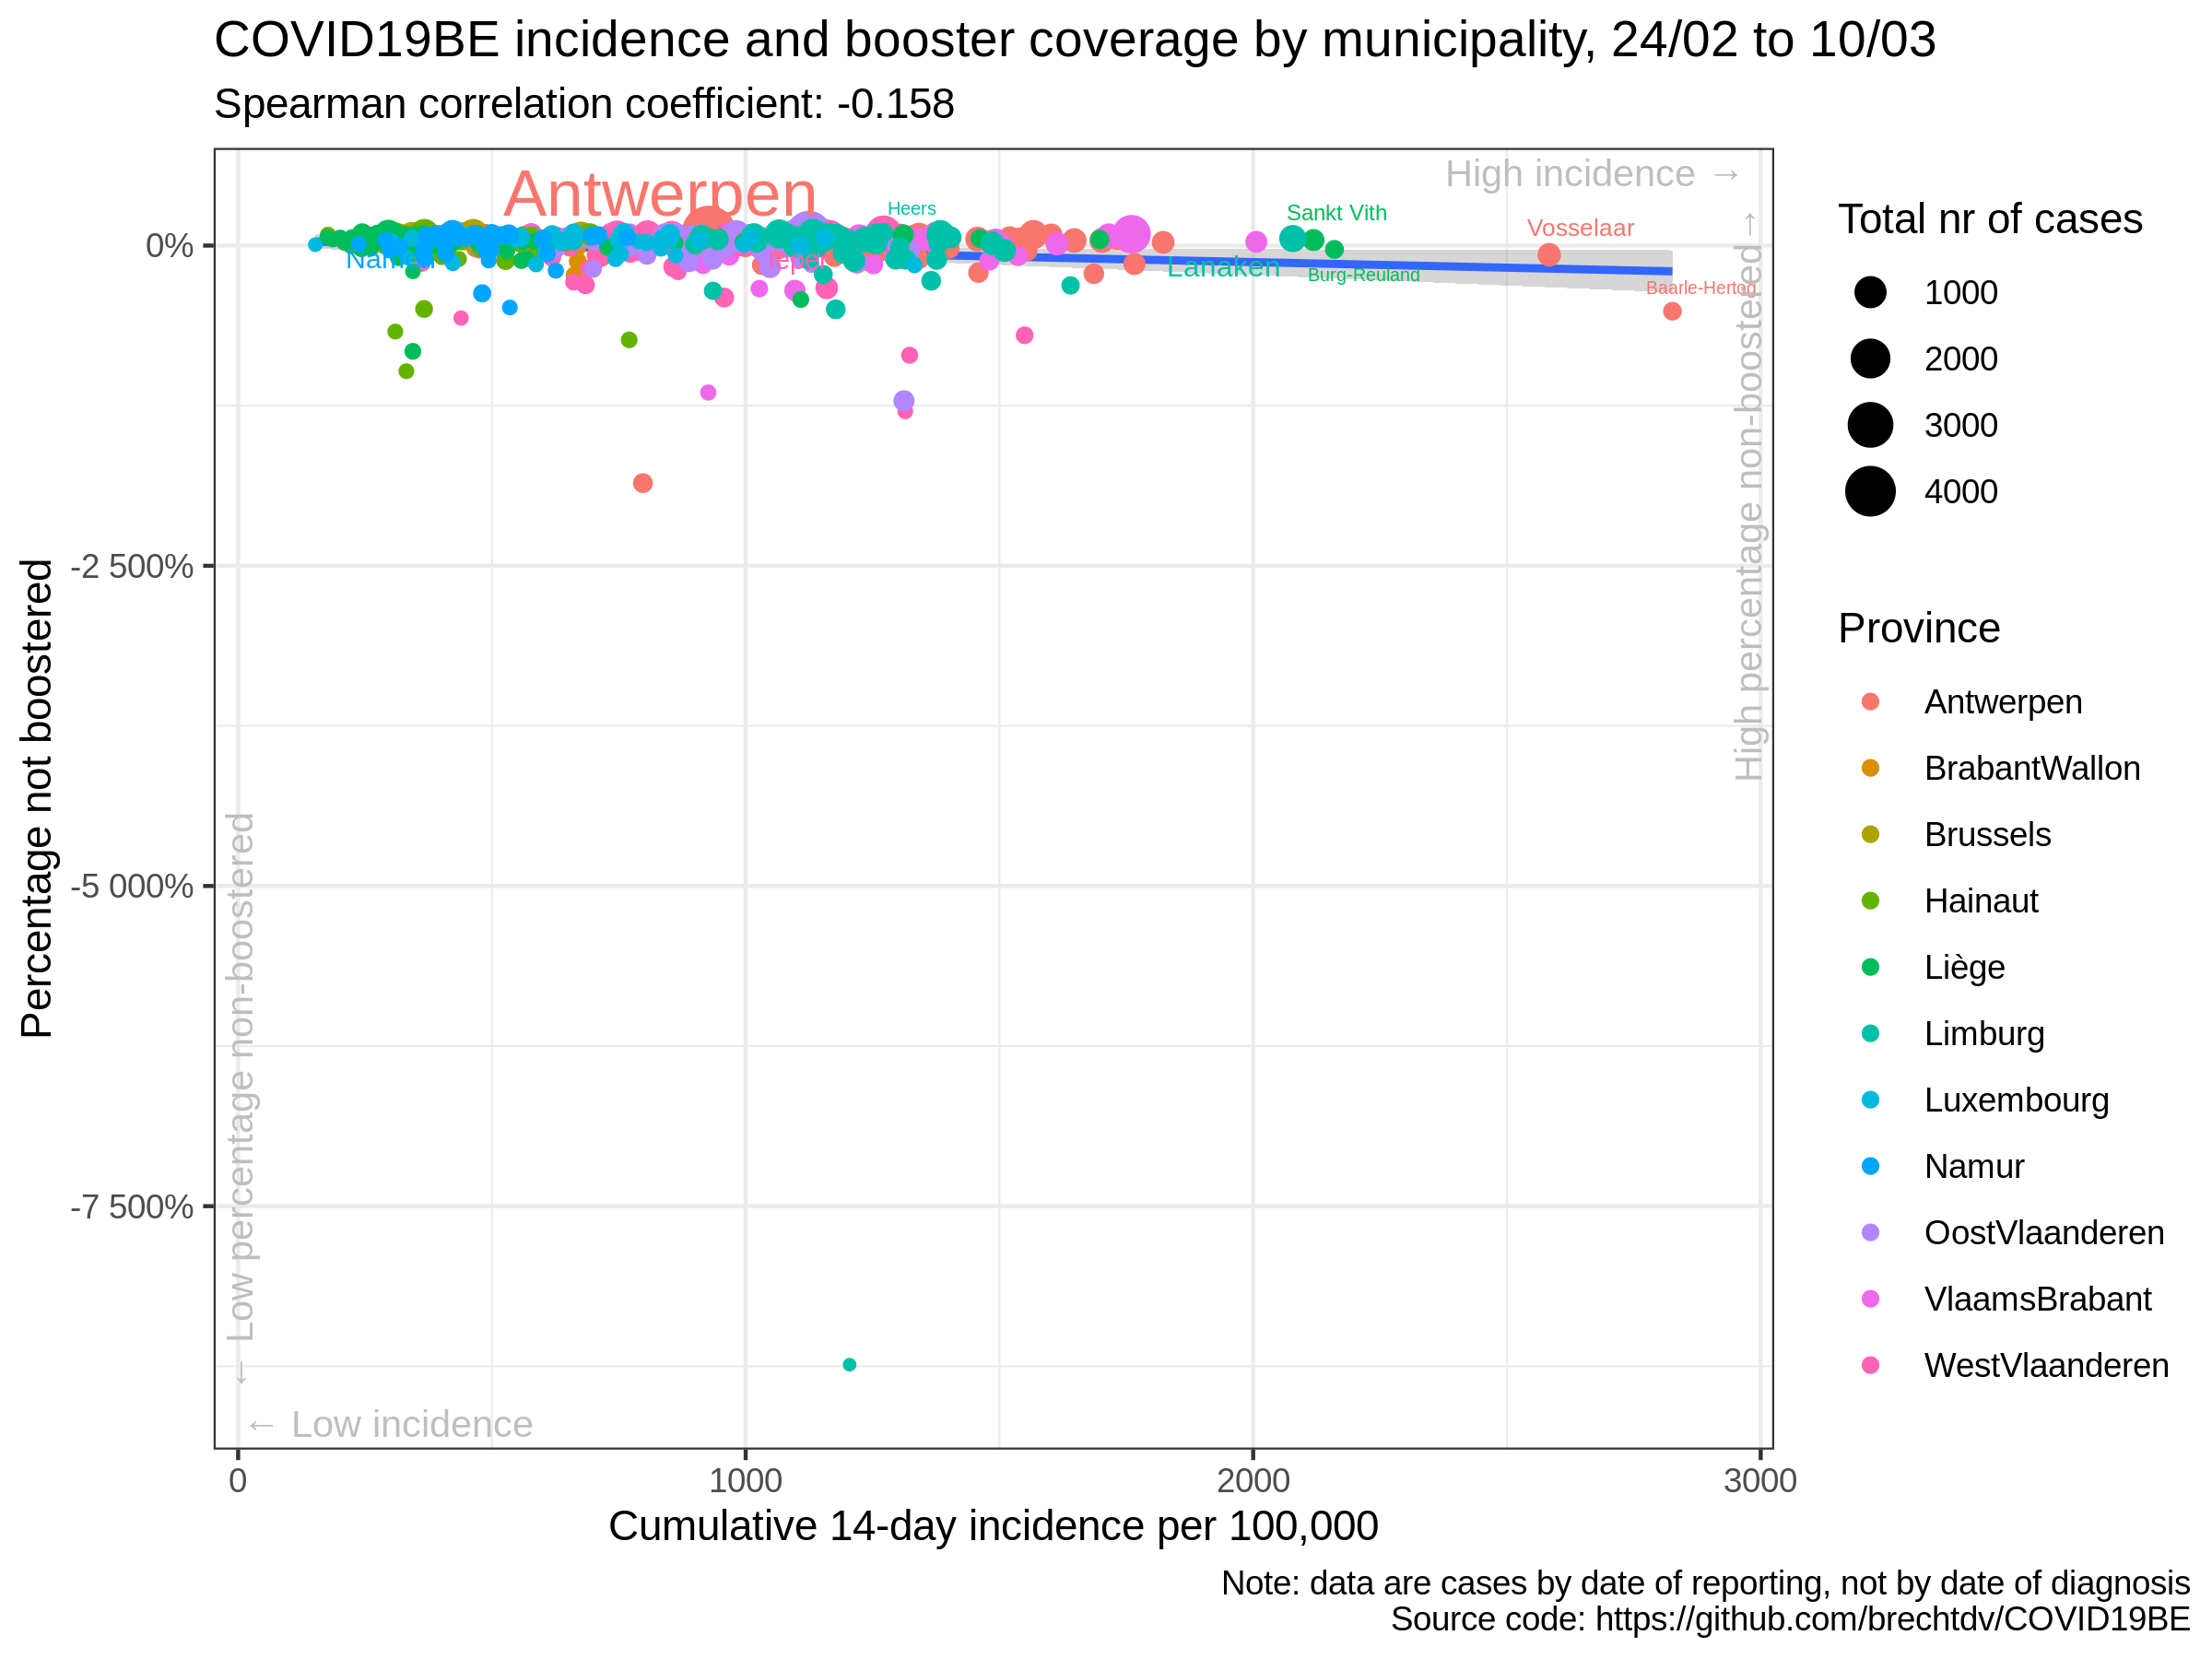 COVID19BE incidence and booster coverage by municipality, 24/02 to 10/03
Spearman correlation coefficient: -0.158
High incidence →
Antwerpen
Heers
Sankt Vith
Vosselaar
Namur
Ieper
Lanaken
Burg-Reuland
Baarle-Hertog
High percentage non-boostered →
← Low percentage non-boostered
← Low incidence
Percentage not boostered
0%
-2 500%
-5 000%
-7 500%
0
1000
2000
3000
Cumulative 14-day incidence per 100,000
Total nr of cases
1000
2000
3000
4000
Province
Antwerpen
BrabantWallon
Brussels
Hainaut
Liège
Limburg
Luxembourg
Namur
OostVlaanderen
VlaamsBrabant
WestVlaanderen
Note: data are cases by date of reporting, not by date of diagnosis
Source code: https://github.com/brechtdv/COVID19BE